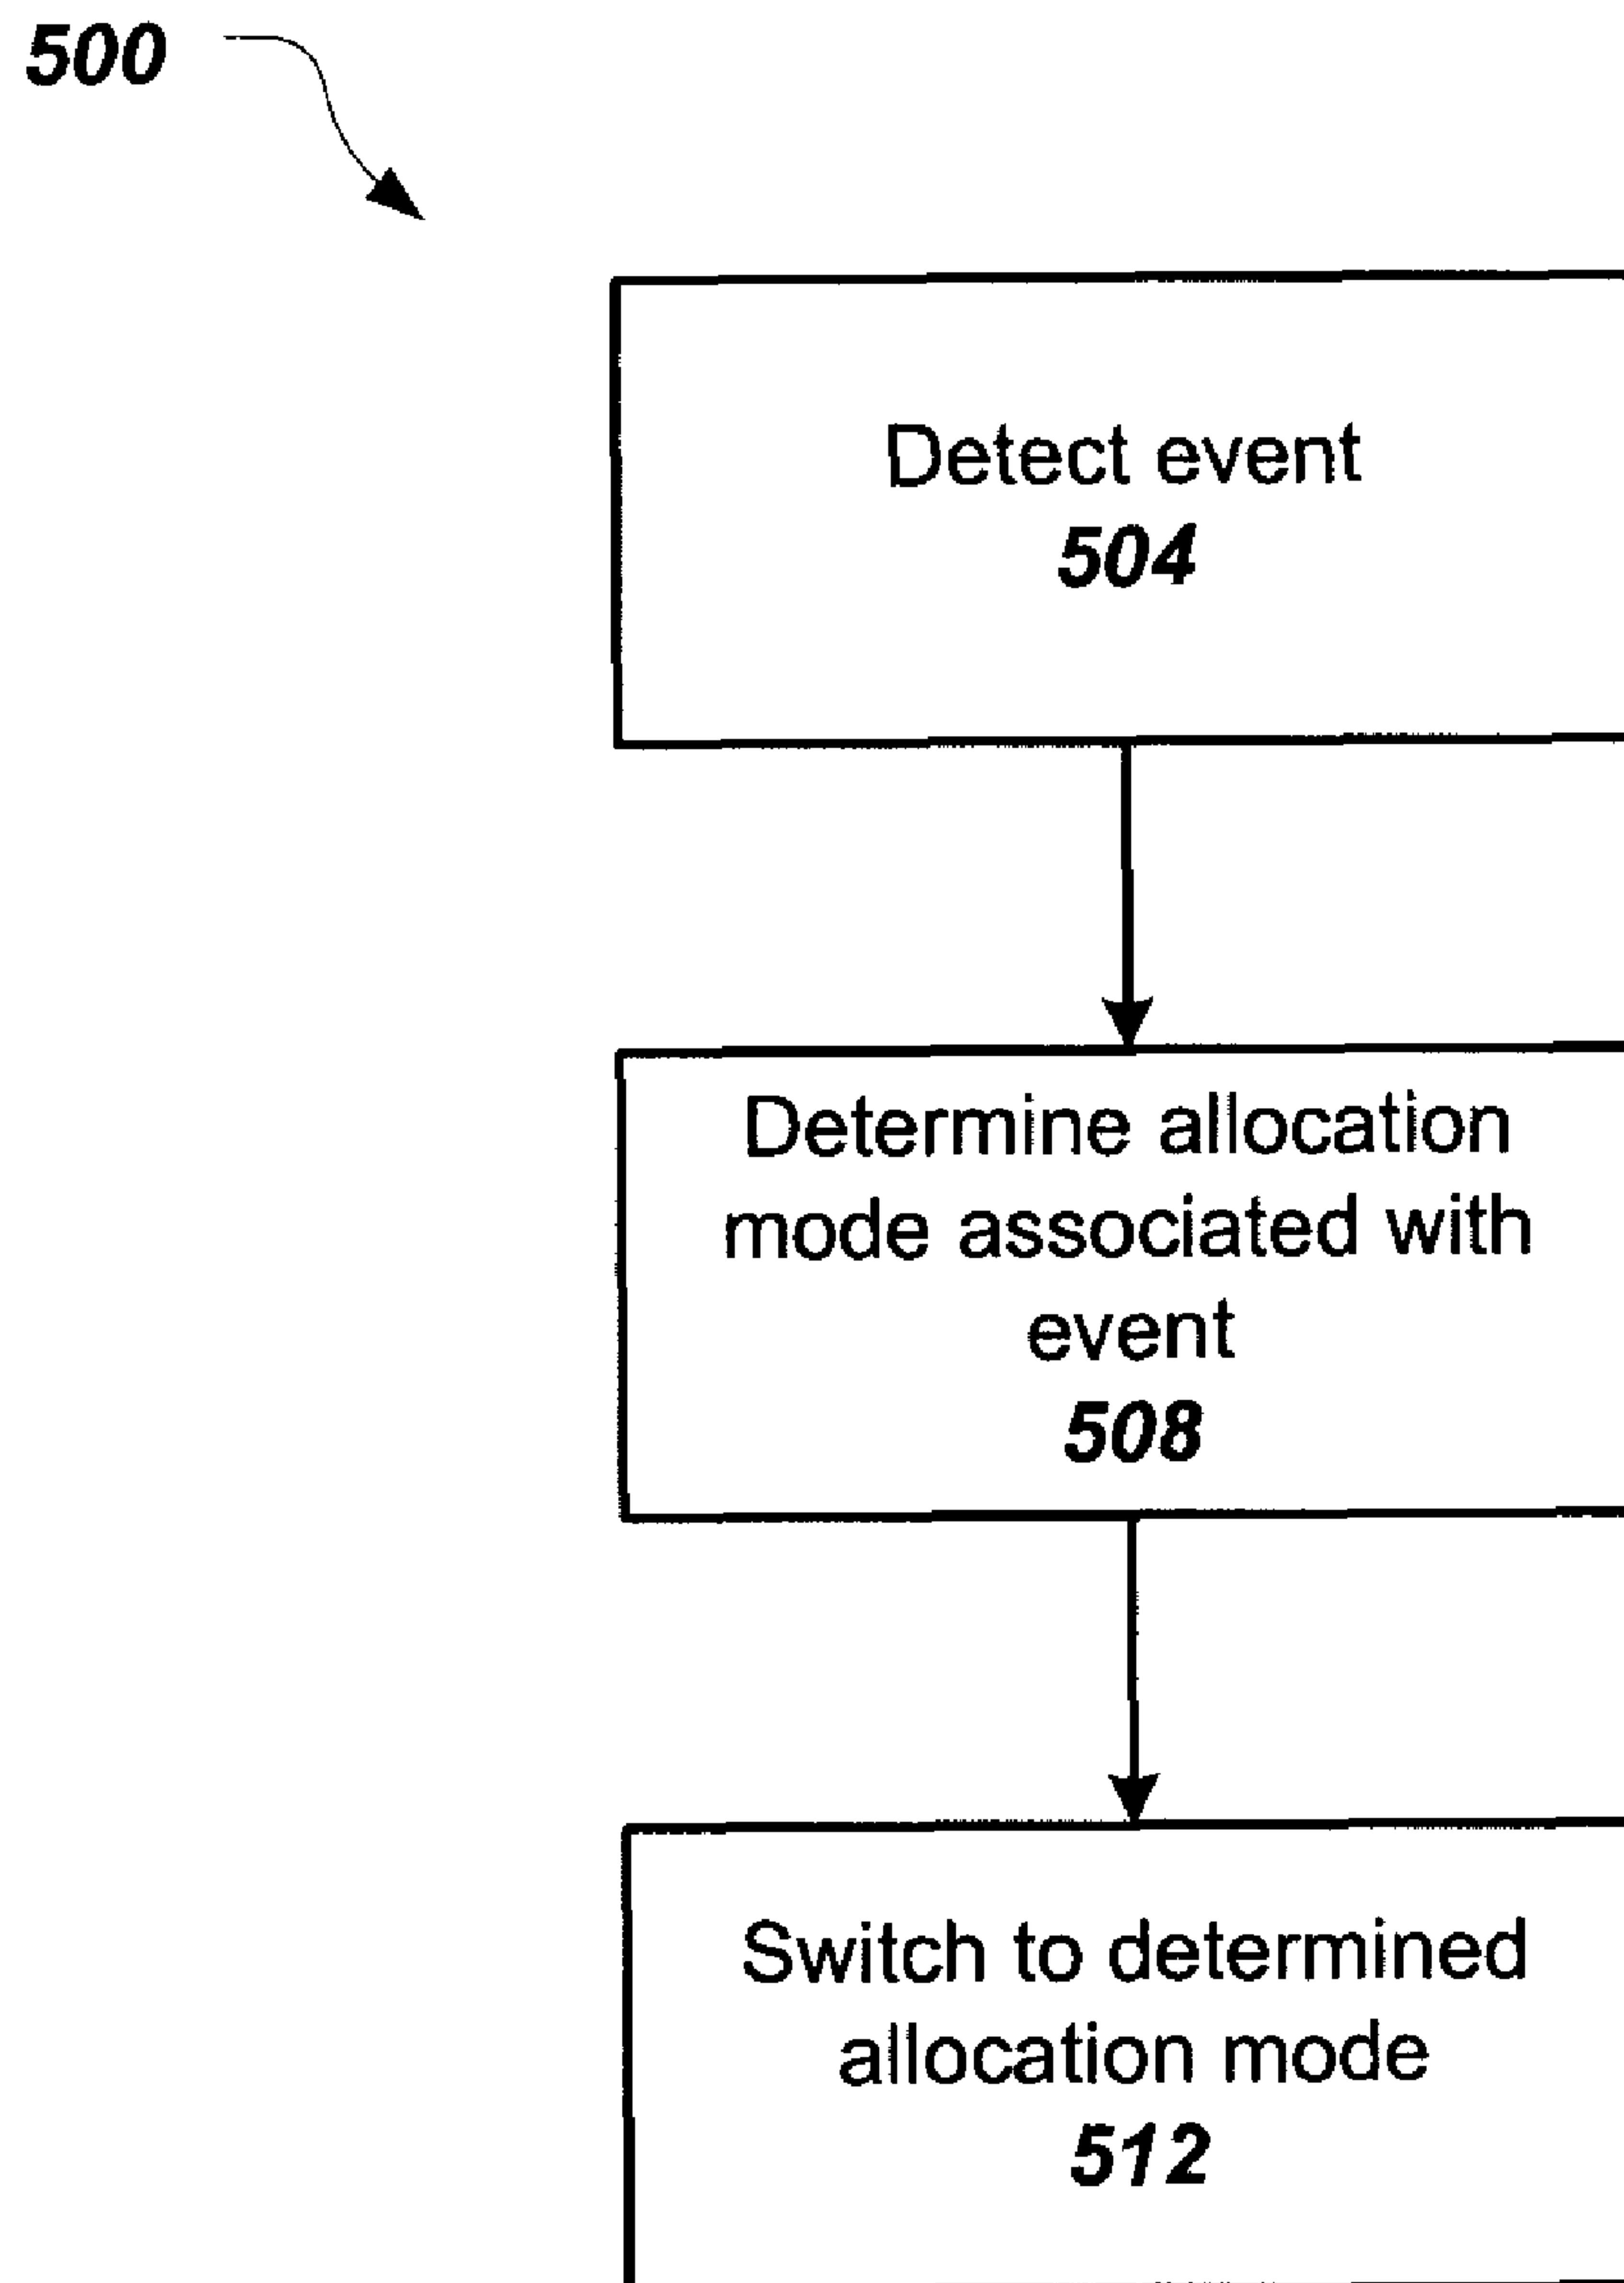 500
Detect event
504
Determine allocation
mode associated with
event
508
Switch to determined
allocation mode
512